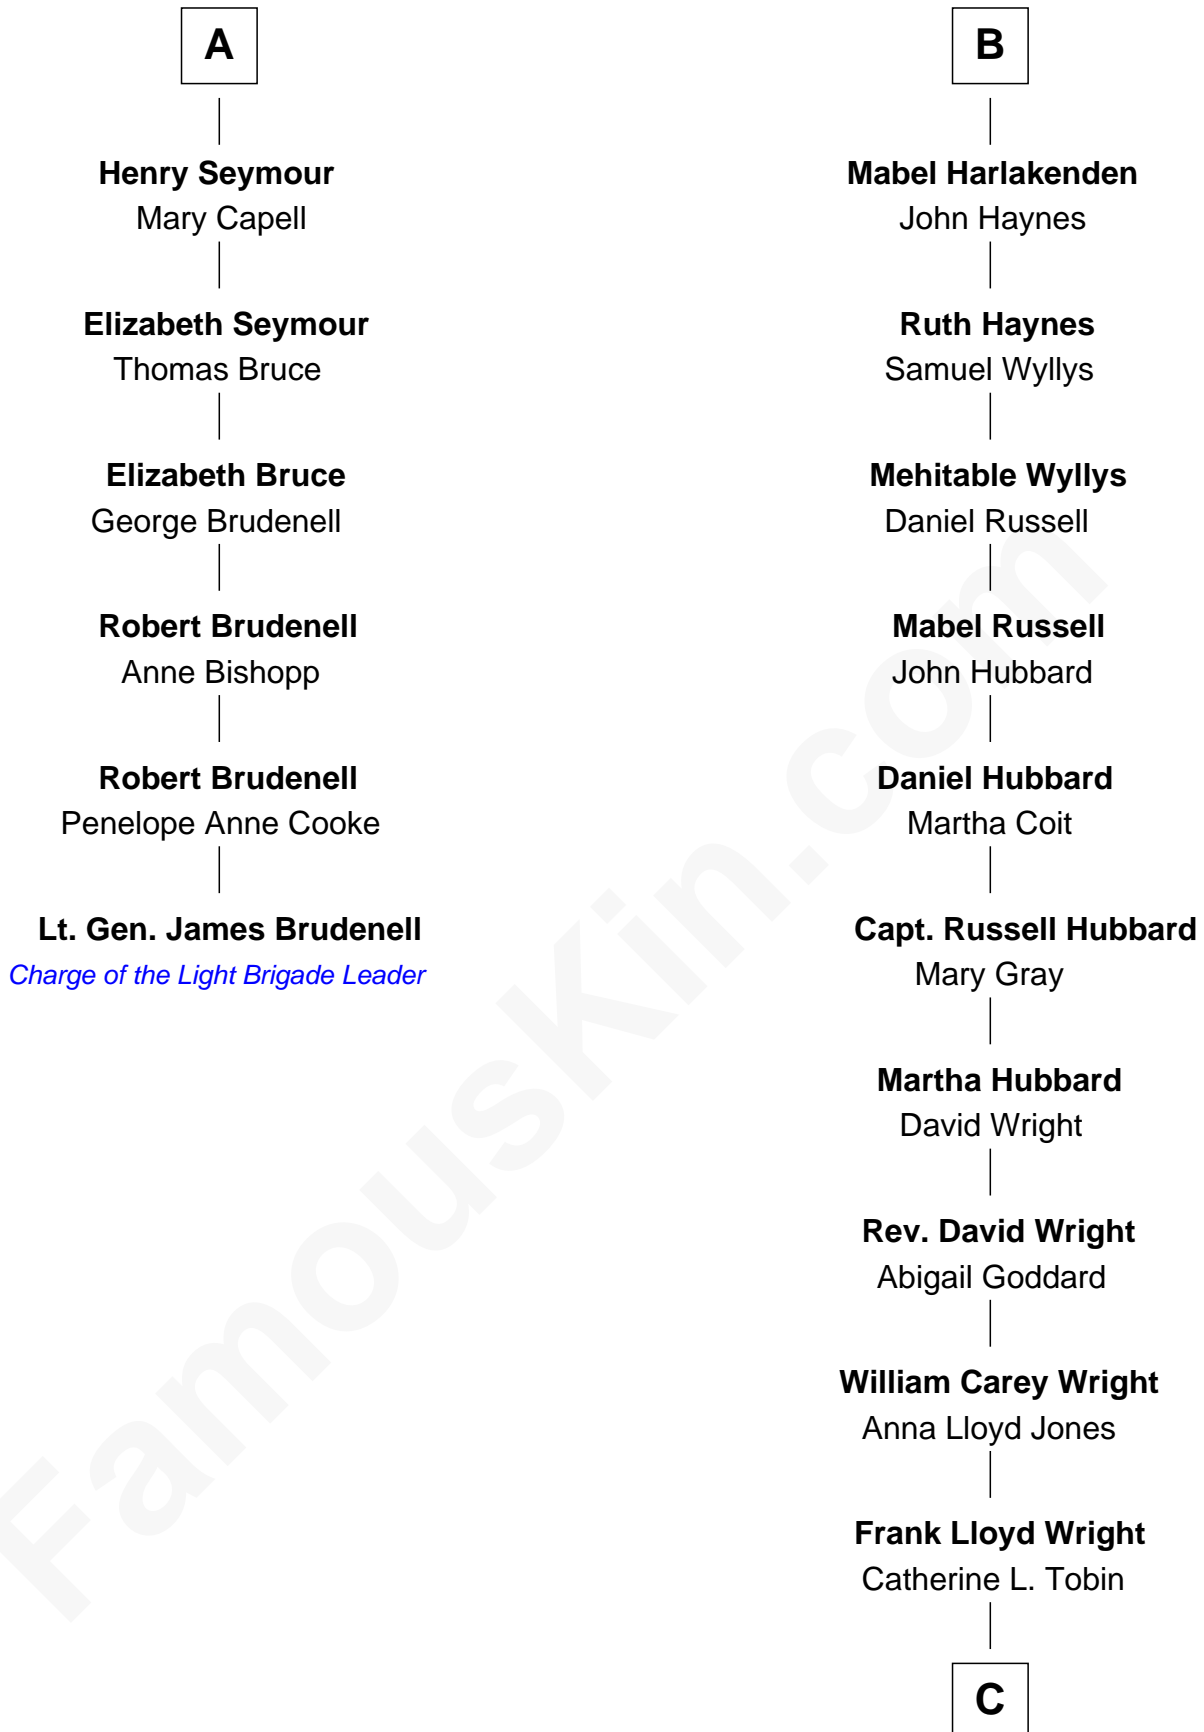 A
Henry Seymour
Mary Capell
Elizabeth Seymour
Thomas Bruce
Elizabeth Bruce
George Brudenell
Robert Brudenell
Anne Bishopp
Robert Brudenell
Penelope Anne Cooke
Lt. Gen. James Brudenell
Charge of the Light Brigade Leader
B
Mabel Harlakenden
John Haynes
Ruth Haynes
Samuel Wyllys
Mehitable Wyllys
Daniel Russell
Mabel Russell
John Hubbard
Daniel Hubbard
Martha Coit
Capt. Russell Hubbard
Mary Gray
Martha Hubbard
David Wright
Rev. David Wright
Abigail Goddard
William Carey Wright
Anna Lloyd Jones
Frank Lloyd Wright
Catherine L. Tobin
C
FamousKin.com